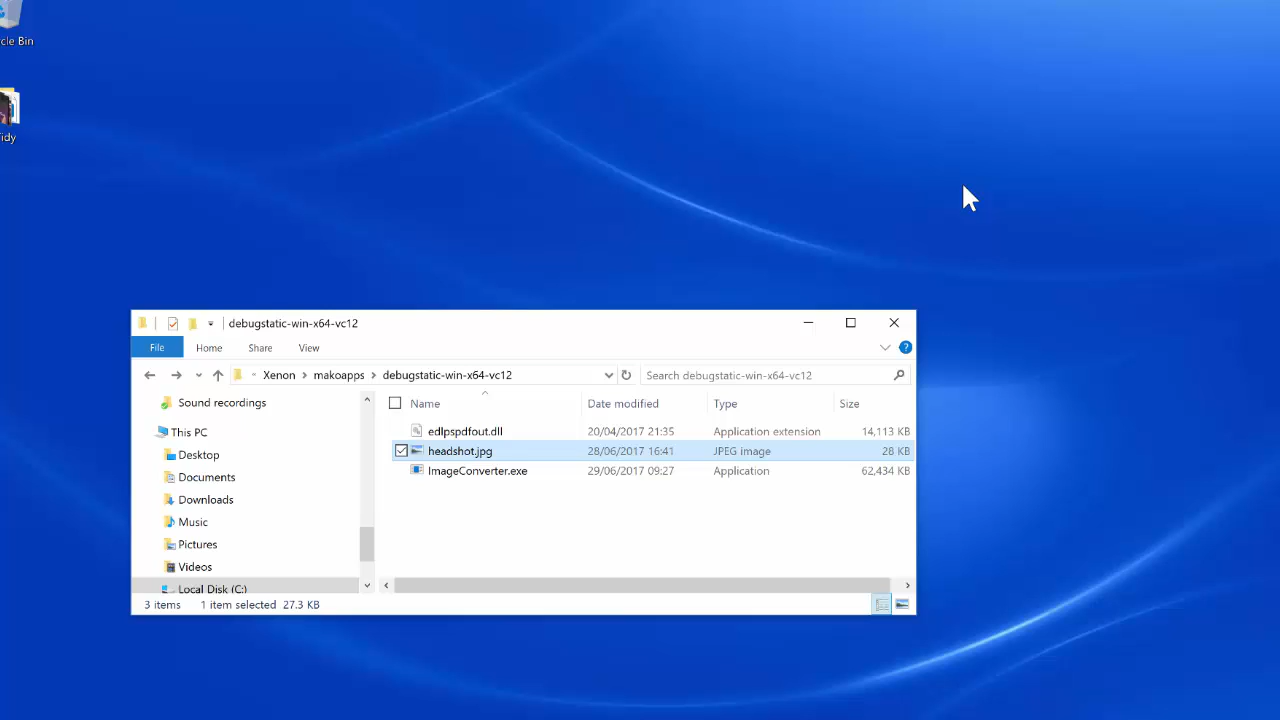 cle Bin
idy
debugstatic-win-x64-vc12
File Home Share View
« Xenon > makoapps > debugstatic-win-x64-vc12
Search debugstatic-win-x64-vc12
Sound recordings
This PC
Desktop
Documents
Downloads
Music
Pictures
Videos
Local Disk (C:)
Name Date modified Type Size
edlpspdfout.dll 20/04/2017 21:35 Application extension 14,113 KB
headshot.jpg 28/06/2017 16:41 JPEG image 28 KB
ImageConverter.exe 29/06/2017 09:27 Application 62,434 KB
3 items 1 item selected 27.3 KB